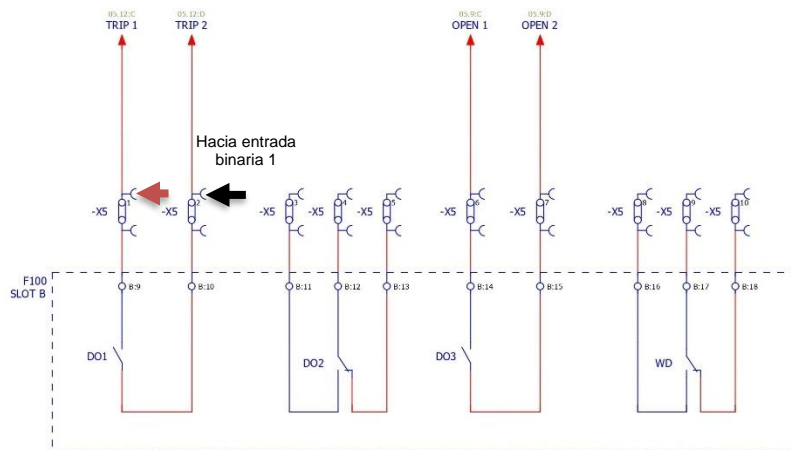 05.12:C 05.12:D 05.9:C 05.9:D
TRIP 1 TRIP 2 OPEN 1 OPEN 2
Hacia entrada
binaria 1
1 2 3 4 5 6 7 8 9 10
-X5 -X5 -X5 -X5 -X5 -X5 -X5 -X5 -X5 -X5
F100
SLOT B
B:9 B:10 B:11 B:12 B:13 B:14 B:15 B:16 B:17 B:18
DO1 DO2 DO3 WD